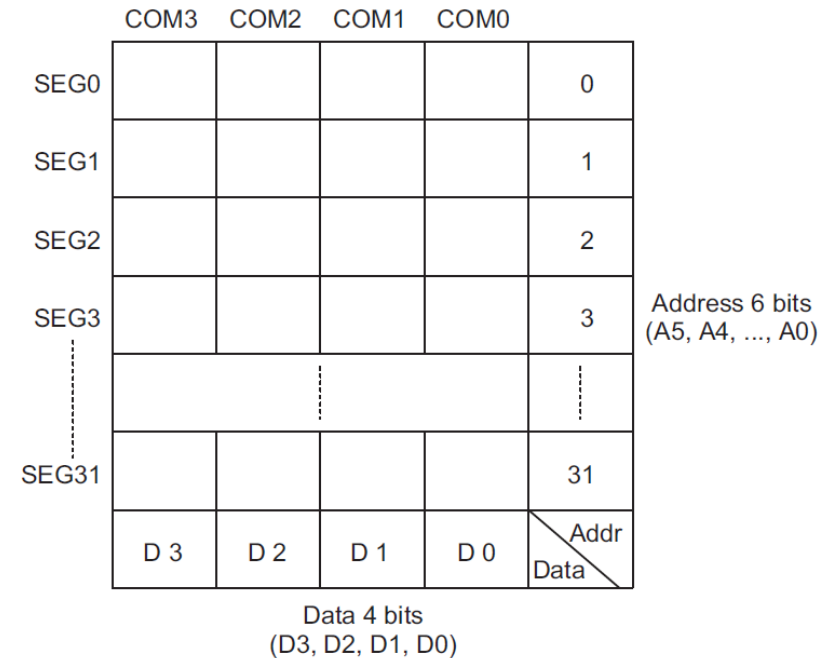 COM3 COM2 COM1 COM0
SEG0 0
SEG1 1
SEG2 2
SEG3 3
Address 6 bits
(A5, A4, ..., A0)
SEG31 31
D 3 D 2 D 1 D 0 Addr
Data
Data 4 bits
(D3, D2, D1, D0)